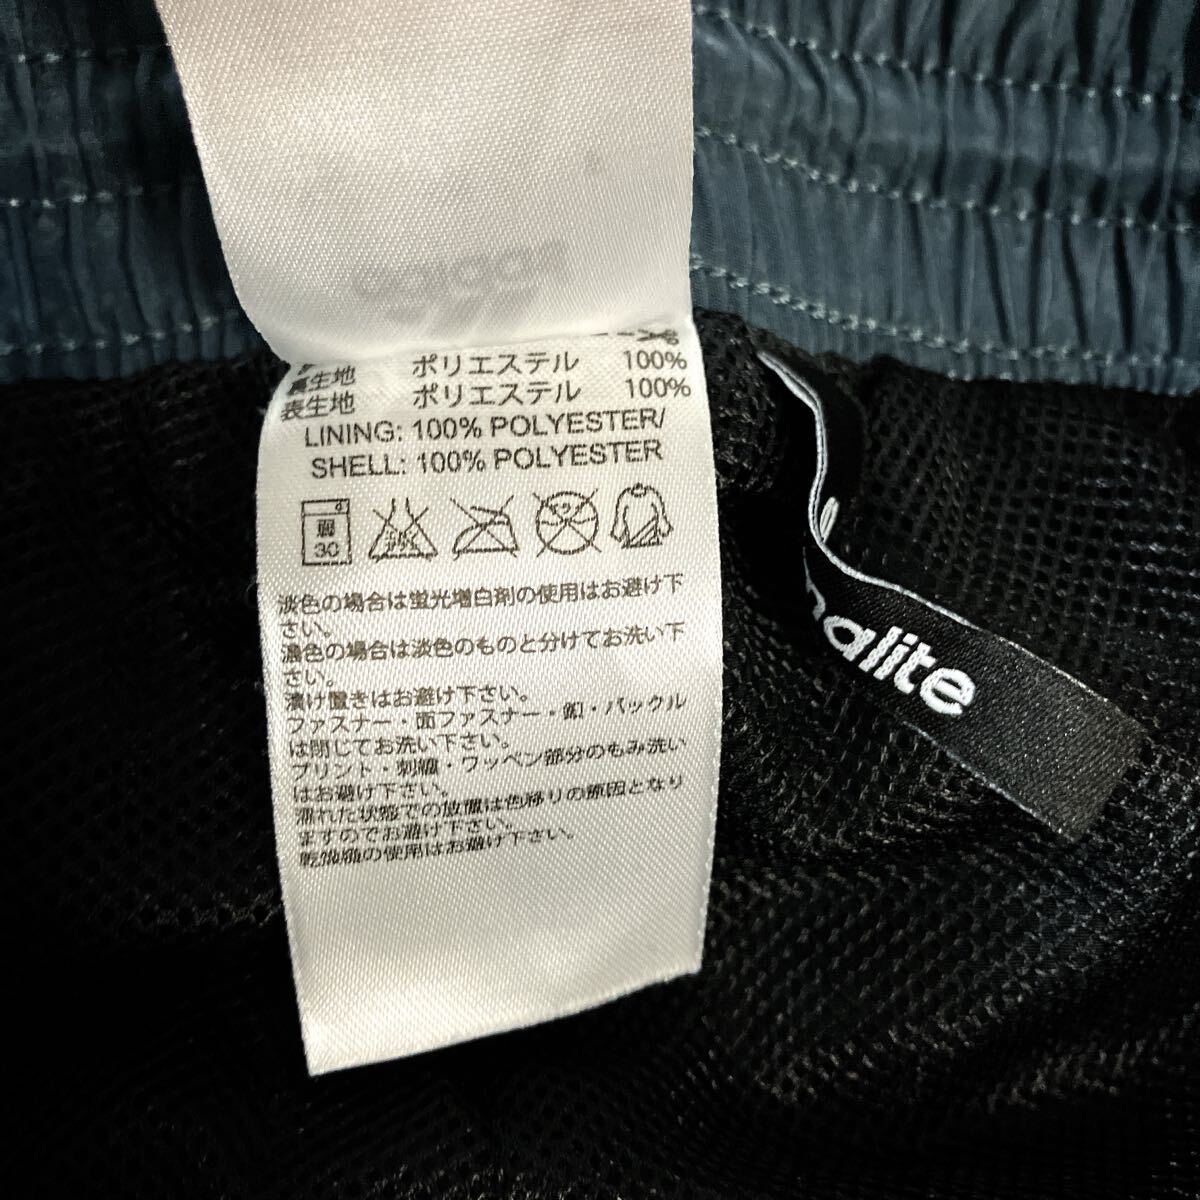 裏生地 ポリエステル 100%
表生地 ポリエステル 100%
LINING: 100% POLYESTER/
SHELL: 100% POLYESTER
弱
30
淡色の場合は蛍光増白剤の使用はお避け下
さい。
濃色の場合は淡色のものと分けてお洗い下
さい。
漬け置きはお避け下さい。
ファスナー・面ファスナー・釦・バックル
は閉じてお洗い下さい。
プリント・刺繍・ワッペン部分のもみ洗い
はお避け下さい。
濡れた状態での放置は色移りの原因となり
ますのでお避け下さい。
乾燥機の使用はお避け下さい。
nalite